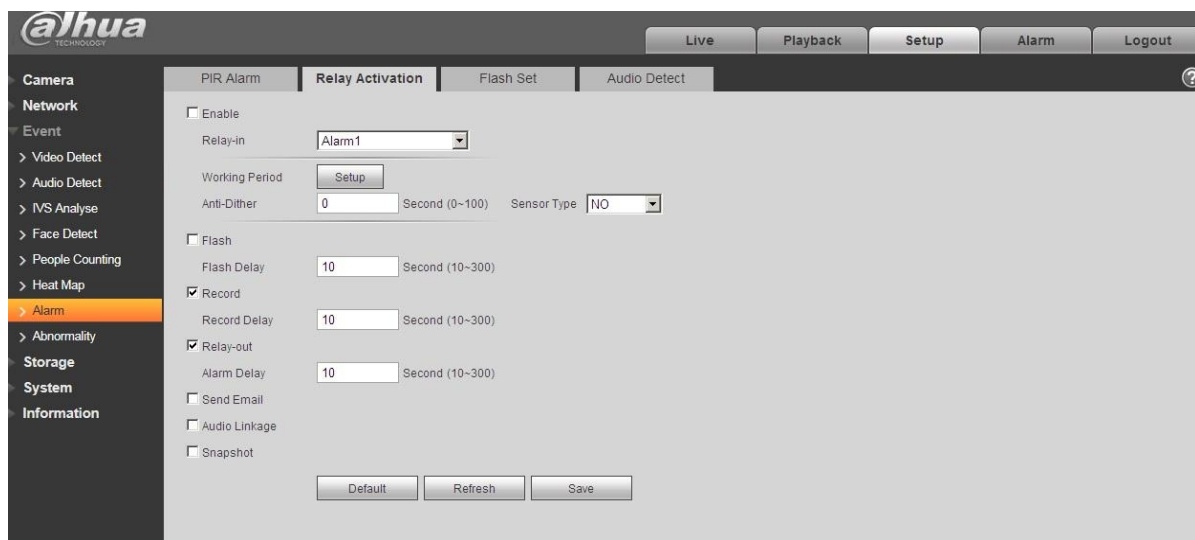 alhua
TECHNOLOGY
Live Playback Setup Alarm Logout
Camera
Network
Event
> Video Detect
> Audio Detect
> IVS Analyse
> Face Detect
> People Counting
> Heat Map
> Alarm
> Abnormality
Storage
System
Information
PIR Alarm Relay Activation Flash Set Audio Detect ?
Enable
Relay-in Alarm1
Working Period Setup
Anti-Dither 0 Second (0~100) Sensor Type NO
Flash
Flash Delay 10 Second (10~300)
Record
Record Delay 10 Second (10~300)
Relay-out
Alarm Delay 10 Second (10~300)
Send Email
Audio Linkage
Snapshot
Default Refresh Save